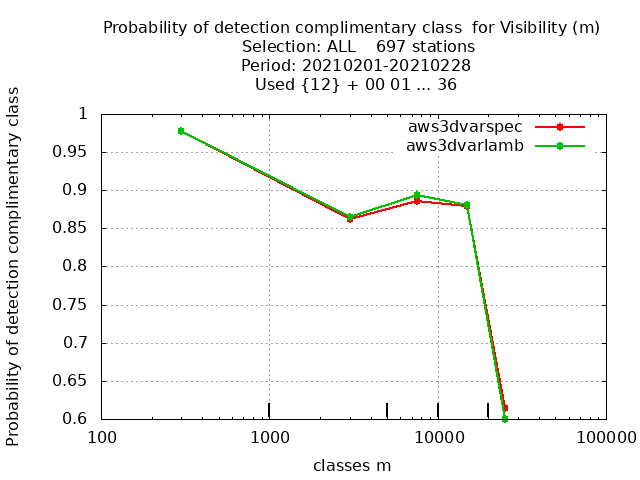 Probability of detection complimentary class  for Visibility (m)
Selection: ALL    697 stations
Period: 20210201-20210228
Used {12} + 00 01 ... 36
Probability of detection complimentary class
aws3dvarspec
aws3dvarlamb
1
0.95
0.9
0.85
0.8
0.75
0.7
0.65
0.6
100
1000
10000
100000
classes m